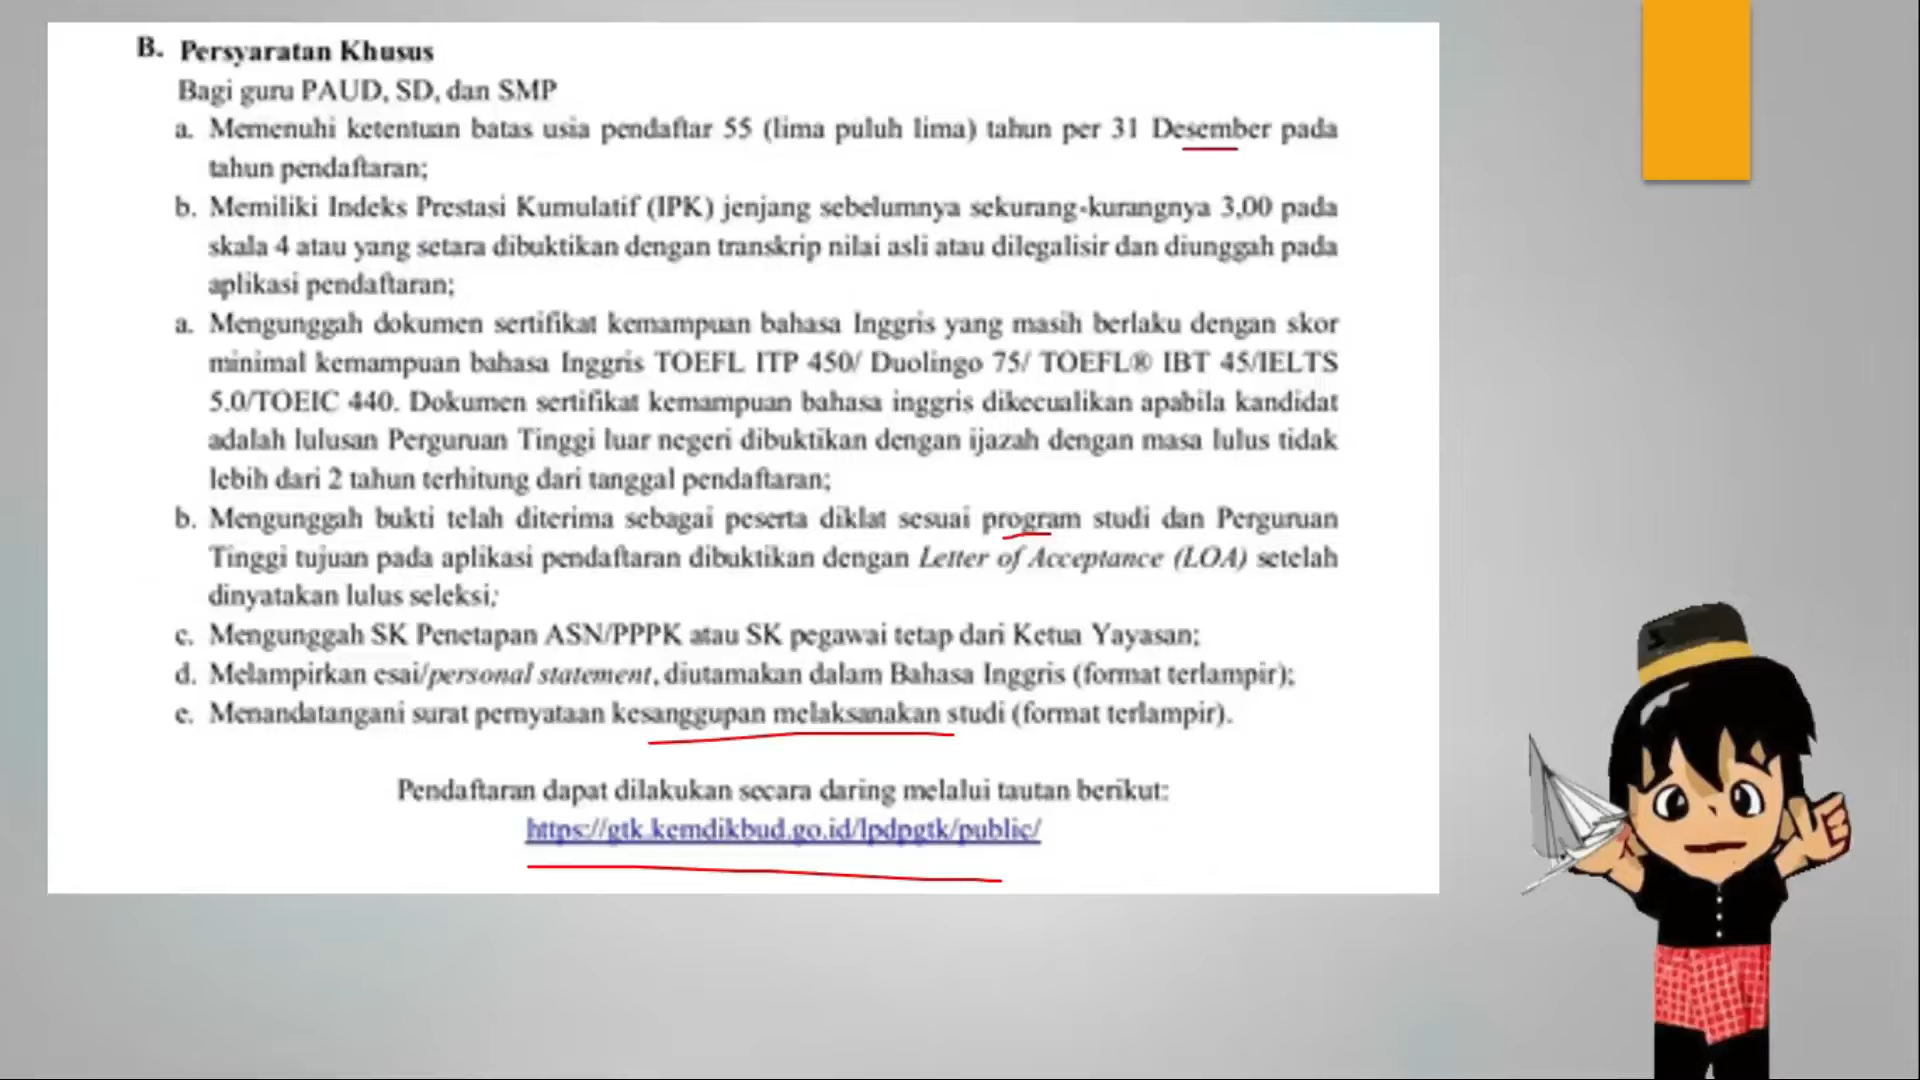 B. Persyaratan Khusus
Bagi guru PAUD, SD, dan SMP
a. Memenuhi ketentuan batas usia pendaftar 55 (lima puluh lima) tahun per 31 Desember pada
tahun pendaftaran;
b. Memiliki Indeks Prestasi Kumulatif (IPK) jenjang sebelumnya sekurang-kurangnya 3,00 pada
skala 4 atau yang setara dibuktikan dengan transkrip nilai asli atau dilegalisir dan diunggah pada
aplikasi pendaftaran;
a. Mengunggah dokumen sertifikat kemampuan bahasa Inggris yang masih berlaku dengan skor
minimal kemampuan bahasa Inggris TOEFL ITP 450/ Duolingo 75/ TOEFL® IBT 45/IELTS
5.0/TOEIC 440. Dokumen sertifikat kemampuan bahasa inggris dikecualikan apabila kandidat
adalah lulusan Perguruan Tinggi luar negeri dibuktikan dengan ijazah dengan masa lulus tidak
lebih dari 2 tahun terhitung dari tanggal pendaftaran;
b. Mengunggah bukti telah diterima sebagai peserta diklat sesuai program studi dan Perguruan
Tinggi tujuan pada aplikasi pendaftaran dibuktikan dengan Letter of Acceptance (LOA) setelah
dinyatakan lulus seleksi;
c. Mengunggah SK Penetapan ASN/PPPK atau SK pegawai tetap dari Ketua Yayasan;
d. Melampirkan esai/personal statement, diutamakan dalam Bahasa Inggris (format terlampir);
e. Menandatangani surat pernyataan kesanggupan melaksanakan studi (format terlampir).
Pendaftaran dapat dilakukan secara daring melalui tautan berikut:
https://gtk.kemdikbud.go.id/lpdpgtk/public/